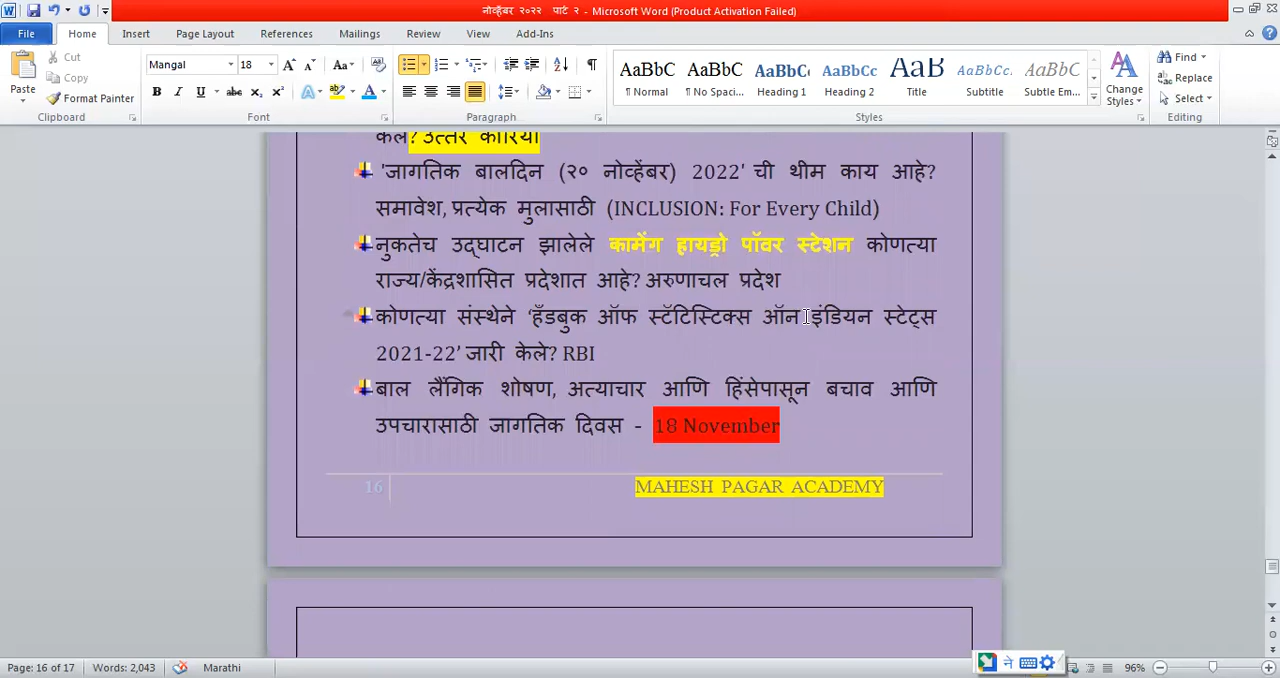 नोव्हेंबर २०२२ पार्ट २ - Microsoft Word (Product Activation Failed)
File Home Insert Page Layout References Mailings Review View Add-Ins
Paste Cut Copy Format Painter
Mangal 18
AaBbC AaBbC AaBbC AaBbCc AaB AaBbCc. AaBbC
¶ Normal ¶ No Spaci... Heading 1 Heading 2 Title Subtitle Subtle Em...
Change Styles
Find Replace Select
Clipboard Font Paragraph Styles Editing
केले? उत्तर कोरिया
'जागतिक बालदिन (२० नोव्हेंबर) 2022' ची थीम काय आहे?
समावेश, प्रत्येक मुलासाठी (INCLUSION: For Every Child)
नुकतेच उद्घाटन झालेले कामेंग हायड्रो पॉवर स्टेशन कोणत्या
राज्य/केंद्रशासित प्रदेशात आहे? अरुणाचल प्रदेश
कोणत्या संस्थेने ‘हँडबुक ऑफ स्टॅटिस्टिक्स ऑन इंडियन स्टेट्स
2021-22’ जारी केले? RBI
बाल लैंगिक शोषण, अत्याचार आणि हिंसेपासून बचाव आणि
उपचारासाठी जागतिक दिवस - 18 November
16 MAHESH PAGAR ACADEMY
Page: 16 of 17 Words: 2,043 Marathi ने 96%